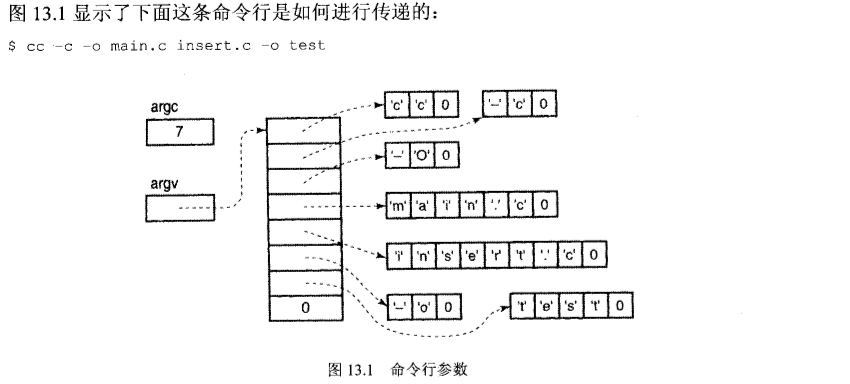 图 13.1 显示了下面这条命令行是如何进行传递的：
$ cc -c -o main.c insert.c -o test
argc
7
argv
0
'c' 'c' 0
'-' 'c' 0
'-' 'O' 0
'm' 'a' 'i' 'n' '.' 'c' 0
'i' 'n' 's' 'e' 'r' 't' '.' 'c' 0
'-' 'o' 0
't' 'e' 's' 't' 0
图 13.1 命令行参数